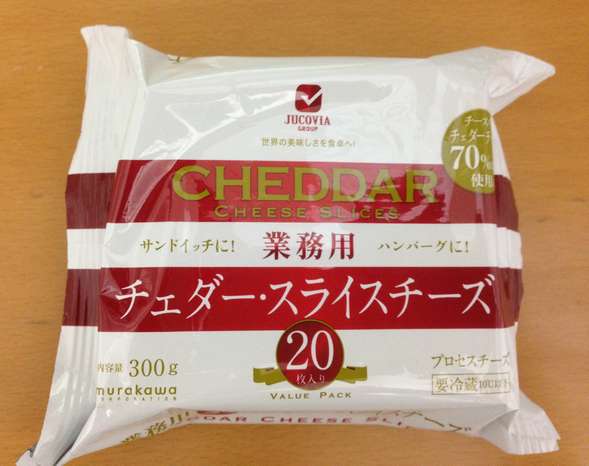 JUCOVIA
GROUP
世界の美味しさを食卓へ!
チーズ
チェダーチ
70%
使用
CHEDDAR
CHEESE SLICES
サンドイッチに! 業務用 ハンバーグに!
チェダー・スライスチーズ
20
枚入り
VALUE PACK
内容量 300g
murakawa
CORPORATION
プロセスチーズ
要冷蔵
業務用
CHEDDAR CHEESE SLICES